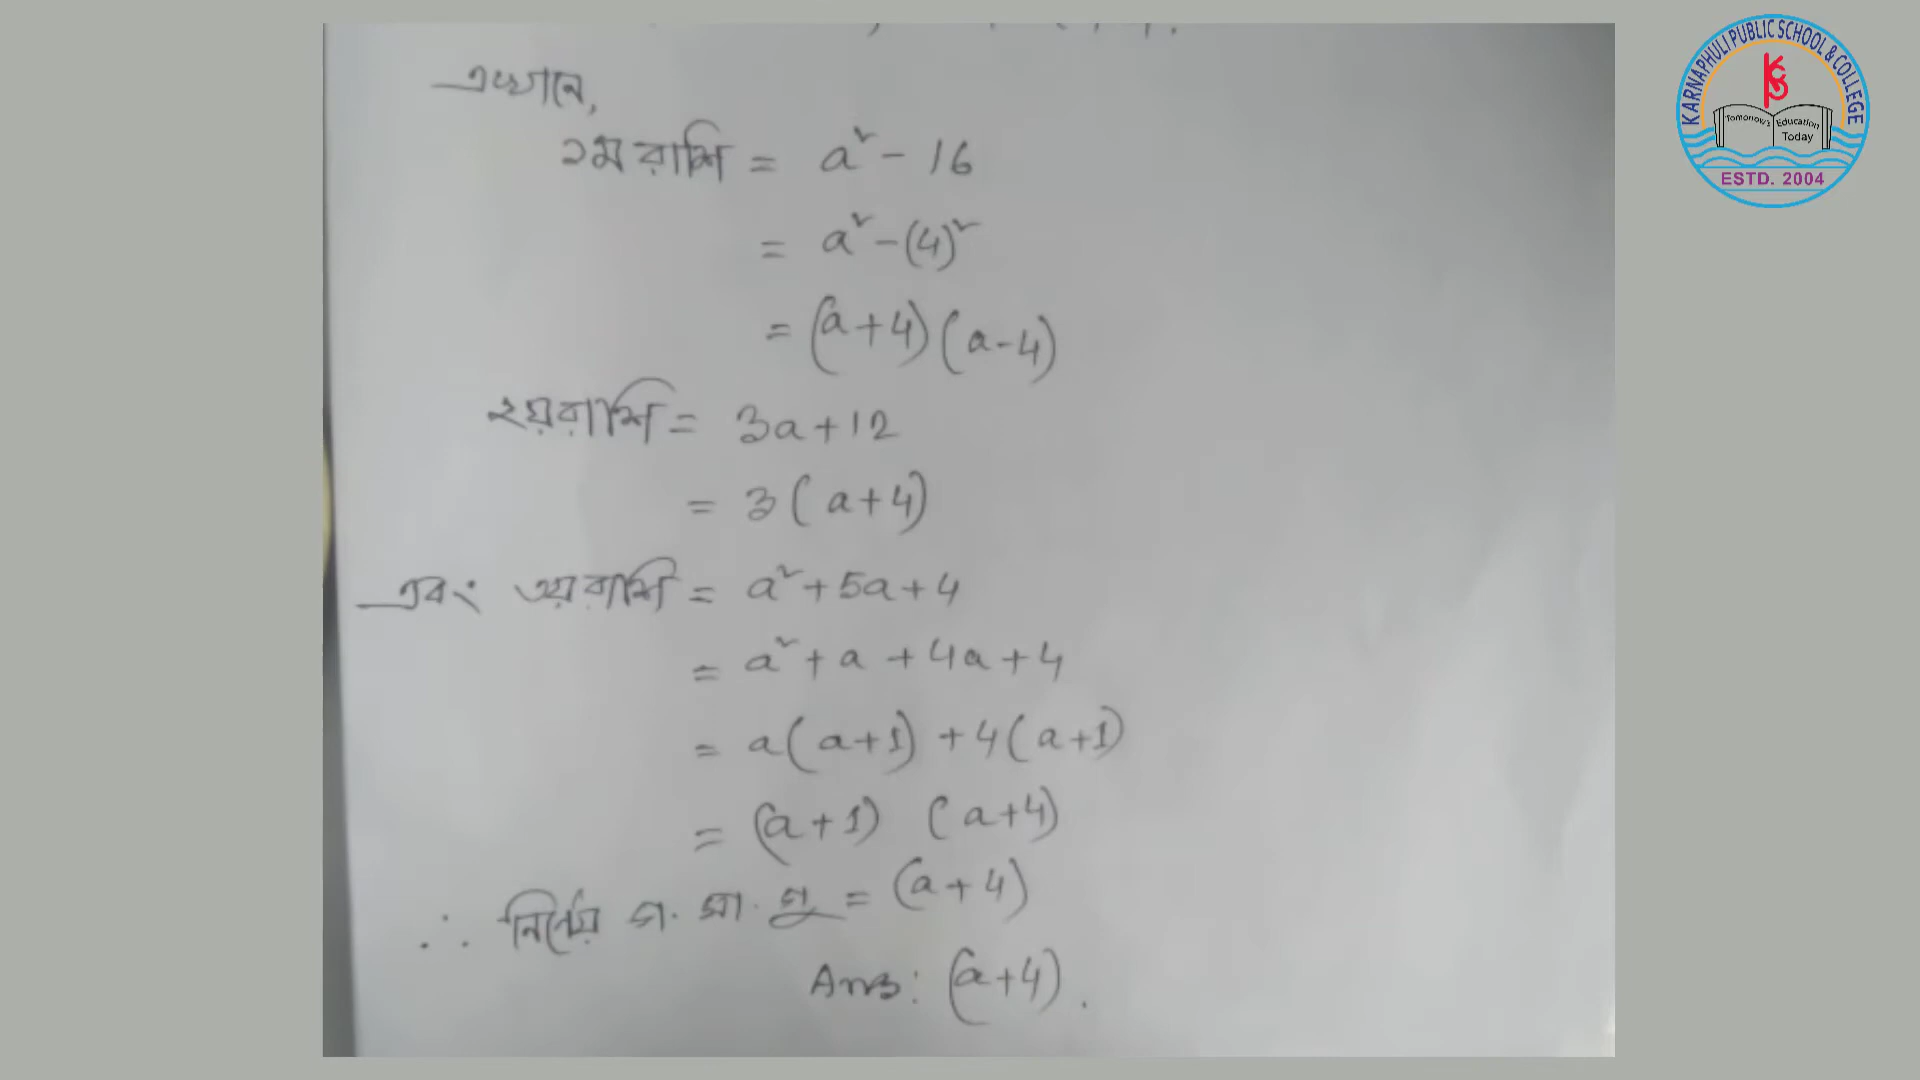 এখানে,
১ম রাশি = a² - 16
= a² - (4)²
= (a+4) (a-4)
২য় রাশি = 3a + 12
= 3 (a+4)
এবং ৩য় রাশি = a² + 5a + 4
= a² + a + 4a + 4
= a (a+1) + 4 (a+1)
= (a+1) (a+4)
∴ নির্ণেয় গ. সা. গু = (a+4)
Ans: (a+4).
KARNAPHULI PUBLIC SCHOOL & COLLEGE
Tomorrow's Education
Today
ESTD. 2004